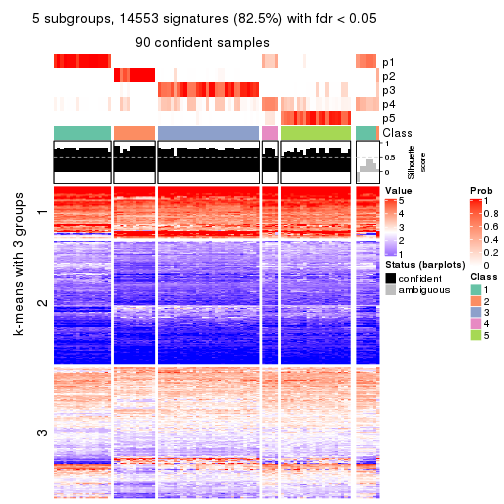 5 subgroups, 14553 signatures (82.5%) with fdr < 0.05
90 confident samples
p1
p2
p3
p4
p5
Class
1
0.5
0
Silhouette
score
k-means with 3 groups
1
2
3
Value
5
4
3
2
1
Status (barplots)
confident
ambiguous
Prob
1
0.8
0.6
0.4
0.2
0
Class
1
2
3
4
5